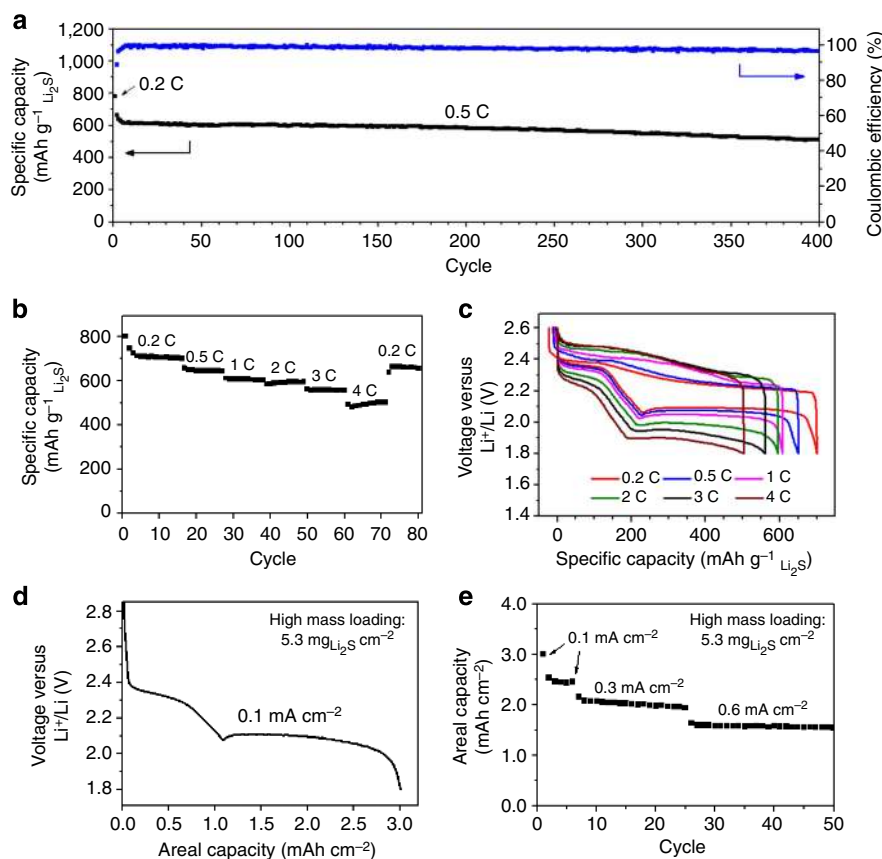 a
1,200
1,000
800
600
400
200
0
0.2 C
0.5 C
100
80
60
40
20
0
0 50 100 150 200 250 300 350 400
Cycle
Specific capacity
(mAh g⁻¹ Li₂S)
Coulombic efficiency (%)
b
800
600
400
200
0
0.2 C
0.5 C
1 C
2 C
3 C
4 C
0.2 C
0 10 20 30 40 50 60 70 80
Cycle
Specific capacity
(mAh g⁻¹ Li₂S)
c
2.6
2.4
2.2
2.0
1.8
1.6
1.4
0.2 C 0.5 C 1 C
2 C 3 C 4 C
0 200 400 600
Specific capacity (mAh g⁻¹ Li₂S)
Voltage versus
Li⁺/Li (V)
d
2.8
2.6
2.4
2.2
2.0
1.8
High mass loading:
5.3 mgLi₂S cm⁻²
0.1 mA cm⁻²
0.0 0.5 1.0 1.5 2.0 2.5 3.0
Areal capacity (mAh cm⁻²)
Voltage versus
Li⁺/Li (V)
e
4.0
3.0
2.0
1.0
0.0
High mass loading:
5.3 mgLi₂S cm⁻²
0.1 mA cm⁻²
0.3 mA cm⁻²
0.6 mA cm⁻²
0 10 20 30 40 50
Cycle
Areal capacity
(mAh cm⁻²)